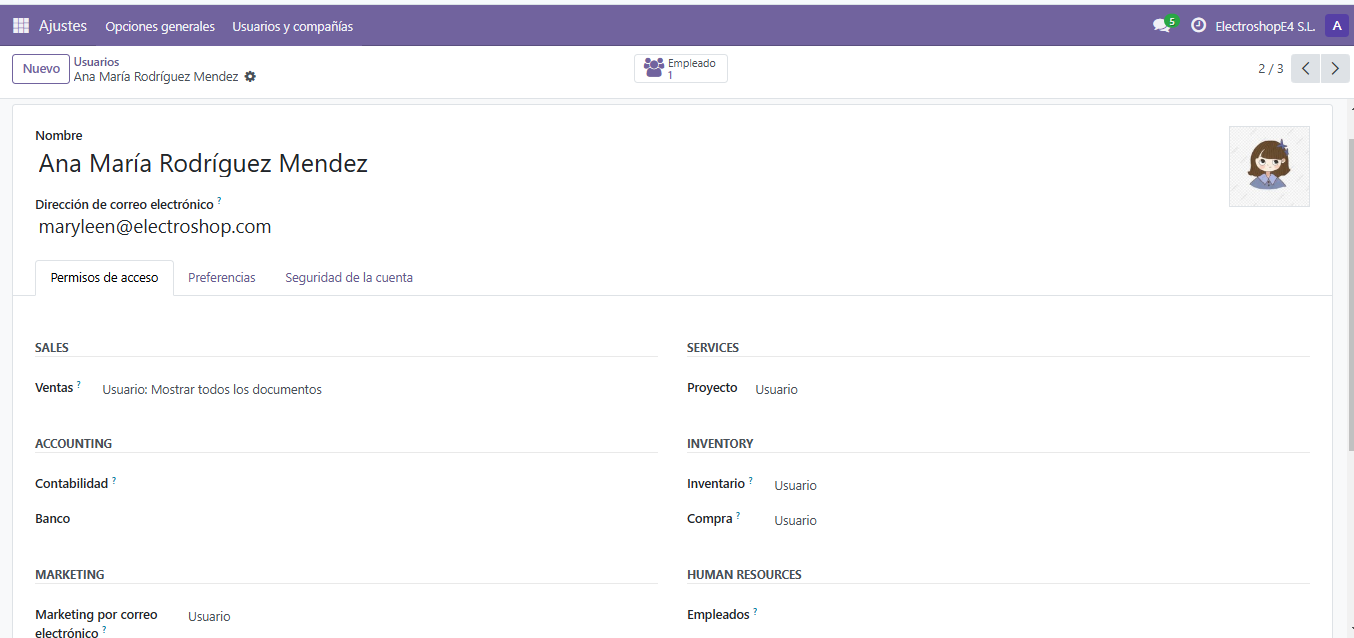 Ajustes Opciones generales Usuarios y compañías 5 ElectroshopE4 S.L. A
Nuevo Usuarios Empleado
Ana María Rodríguez Mendez 1 2 / 3
Nombre
Ana María Rodríguez Mendez
Dirección de correo electrónico ?
maryleen@electroshop.com
Permisos de acceso Preferencias Seguridad de la cuenta
SALES SERVICES
Ventas ? Usuario: Mostrar todos los documentos Proyecto Usuario
ACCOUNTING INVENTORY
Contabilidad ? Inventario ? Usuario
Banco Compra ? Usuario
MARKETING HUMAN RESOURCES
Marketing por correo Usuario Empleados ?
electrónico ?